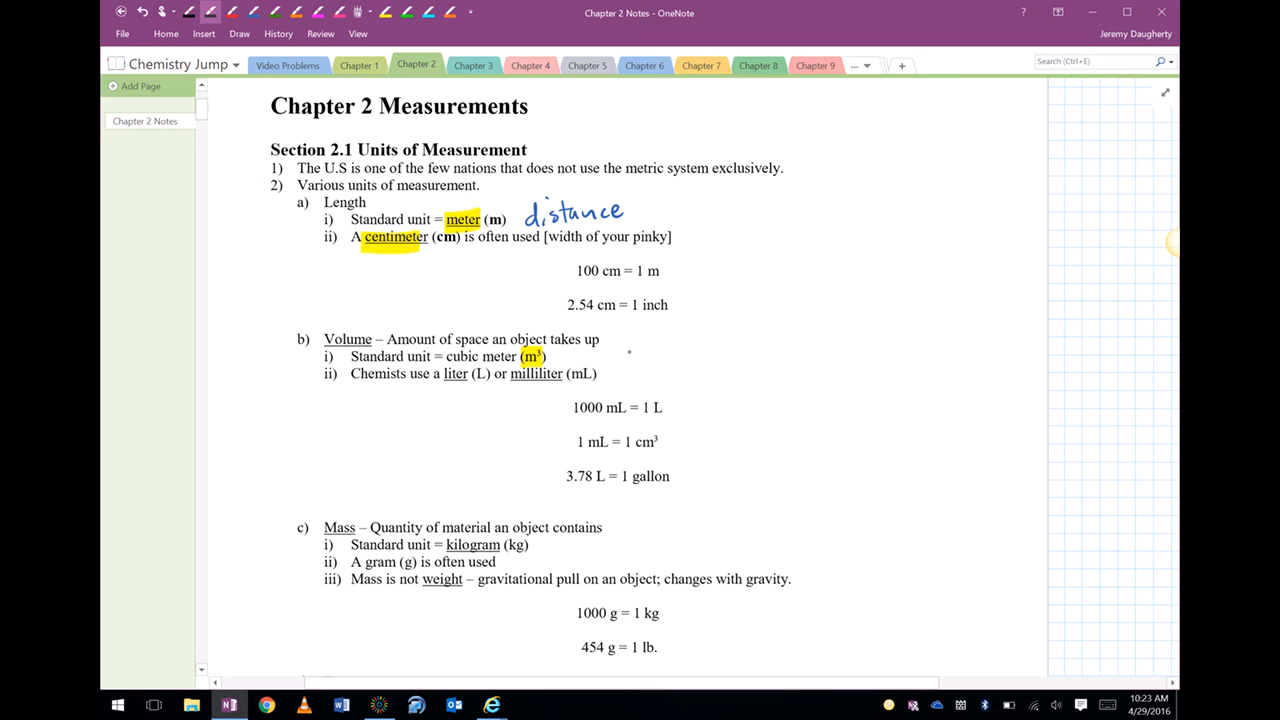 Chapter 2 Notes - OneNote
?
File Home Insert Draw History Review View
Jeremy Daugherty
Chemistry Jump
Video Problems Chapter 1 Chapter 2 Chapter 3 Chapter 4 Chapter 5 Chapter 6 Chapter 7 Chapter 8 Chapter 9 ...
Search (Ctrl+E)
Add Page
Chapter 2 Notes
Chapter 2 Measurements
Section 2.1 Units of Measurement
1) The U.S is one of the few nations that does not use the metric system exclusively.
2) Various units of measurement.
a) Length
i) Standard unit = meter (m) distance
ii) A centimeter (cm) is often used [width of your pinky]
100 cm = 1 m
2.54 cm = 1 inch
b) Volume – Amount of space an object takes up
i) Standard unit = cubic meter (m³)
ii) Chemists use a liter (L) or milliliter (mL)
1000 mL = 1 L
1 mL = 1 cm³
3.78 L = 1 gallon
c) Mass – Quantity of material an object contains
i) Standard unit = kilogram (kg)
ii) A gram (g) is often used
iii) Mass is not weight – gravitational pull on an object; changes with gravity.
1000 g = 1 kg
454 g = 1 lb.
10:23 AM
4/29/2016